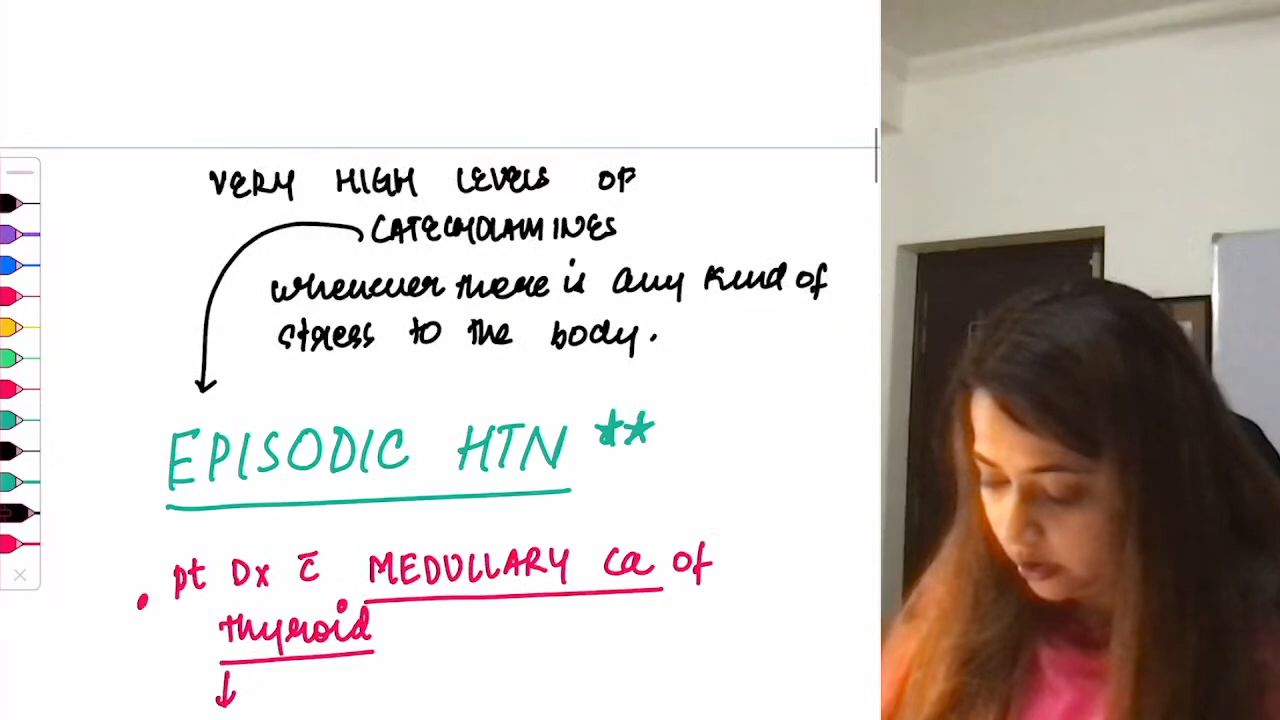 VERY HIGH LEVELS OF
CATECHOLAMINES
whenever there is any kind of
stress to the body.
EPISODIC HTN **
• pt Dx c̄ MEDULLARY ca of
thyroid